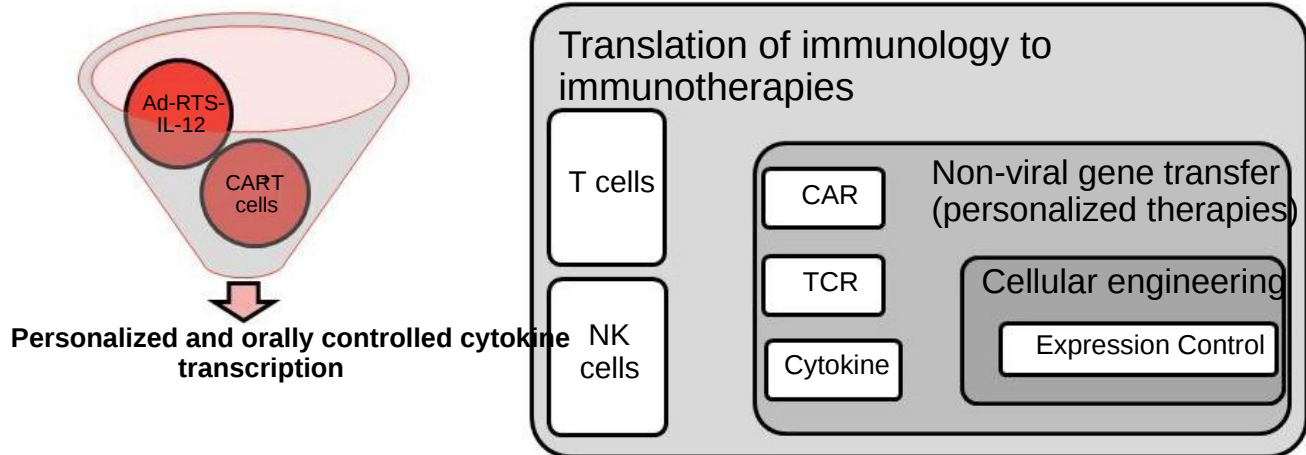 Ad-RTS-
IL-12
CAR+T
cells
Personalized and orally controlled cytokine
transcription
Translation of immunology to
immunotherapies
T cells
NK
cells
CAR
TCR
Cytokine
Non-viral gene transfer
(personalized therapies)
Cellular engineering
Expression Control